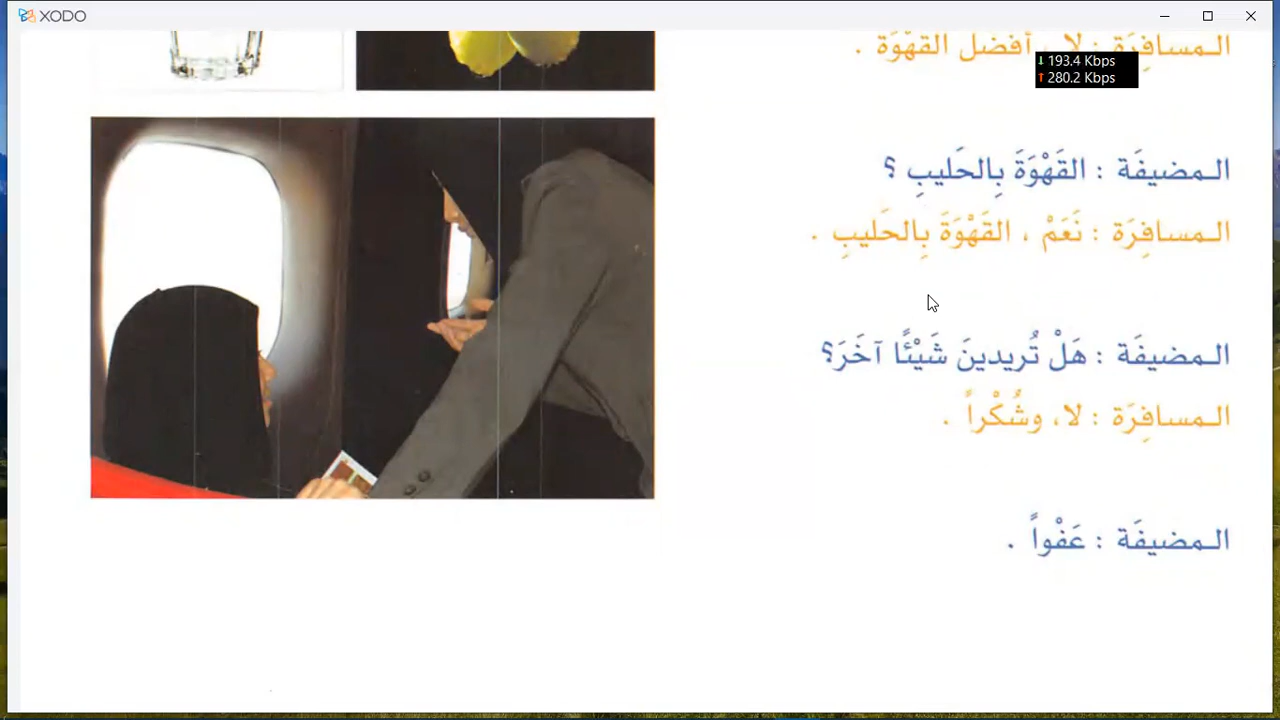 XODO
المسافِرَة : لا ، أفضل القَهْوَة .
↓ 193.4 Kbps
↑ 280.2 Kbps
المضيفَة : القَهْوَةَ بِالحَليبِ ؟
المسافِرَة : نَعَمْ ، القَهْوَةَ بِالحَليبِ .
المضيفَة : هَلْ تُريدينَ شَيْئًا آخَرَ؟
المسافِرَة : لا، وشُكْراً .
المضيفَة : عَفْواً .